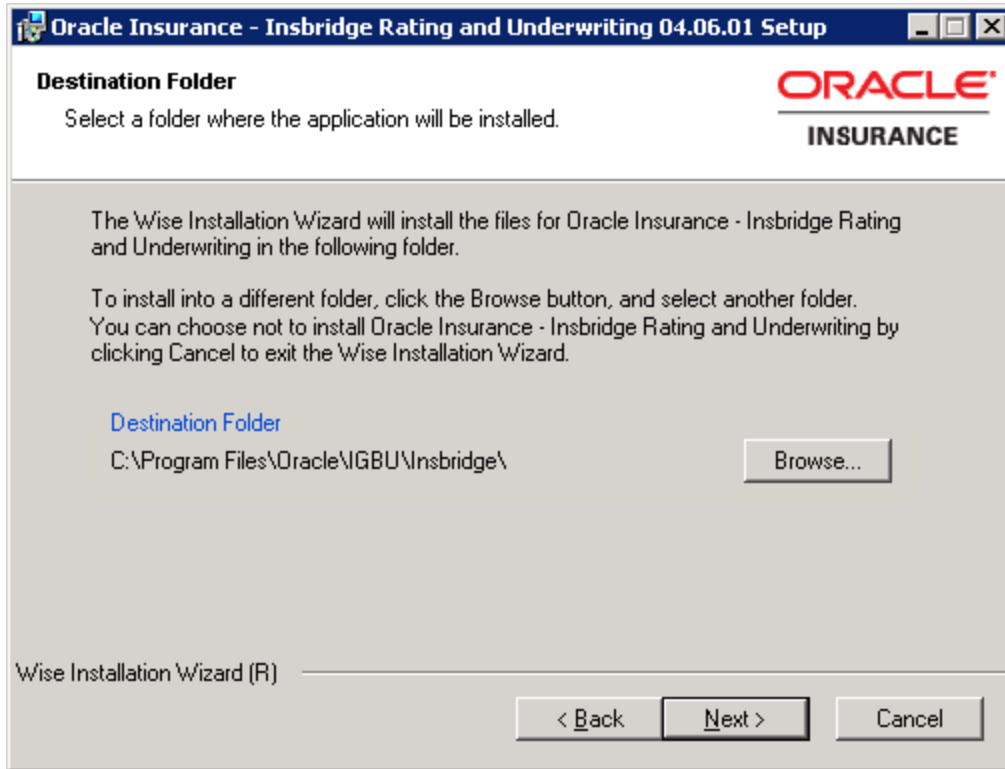 Oracle Insurance - Insbridge Rating and Underwriting 04.06.01 Setup
Destination Folder
Select a folder where the application will be installed.
ORACLE
INSURANCE
The Wise Installation Wizard will install the files for Oracle Insurance - Insbridge Rating
and Underwriting in the following folder.
To install into a different folder, click the Browse button, and select another folder.
You can choose not to install Oracle Insurance - Insbridge Rating and Underwriting by
clicking Cancel to exit the Wise Installation Wizard.
Destination Folder
C:\Program Files\Oracle\IGBU\Insbridge\
Browse...
Wise Installation Wizard (R)
< Back
Next >
Cancel